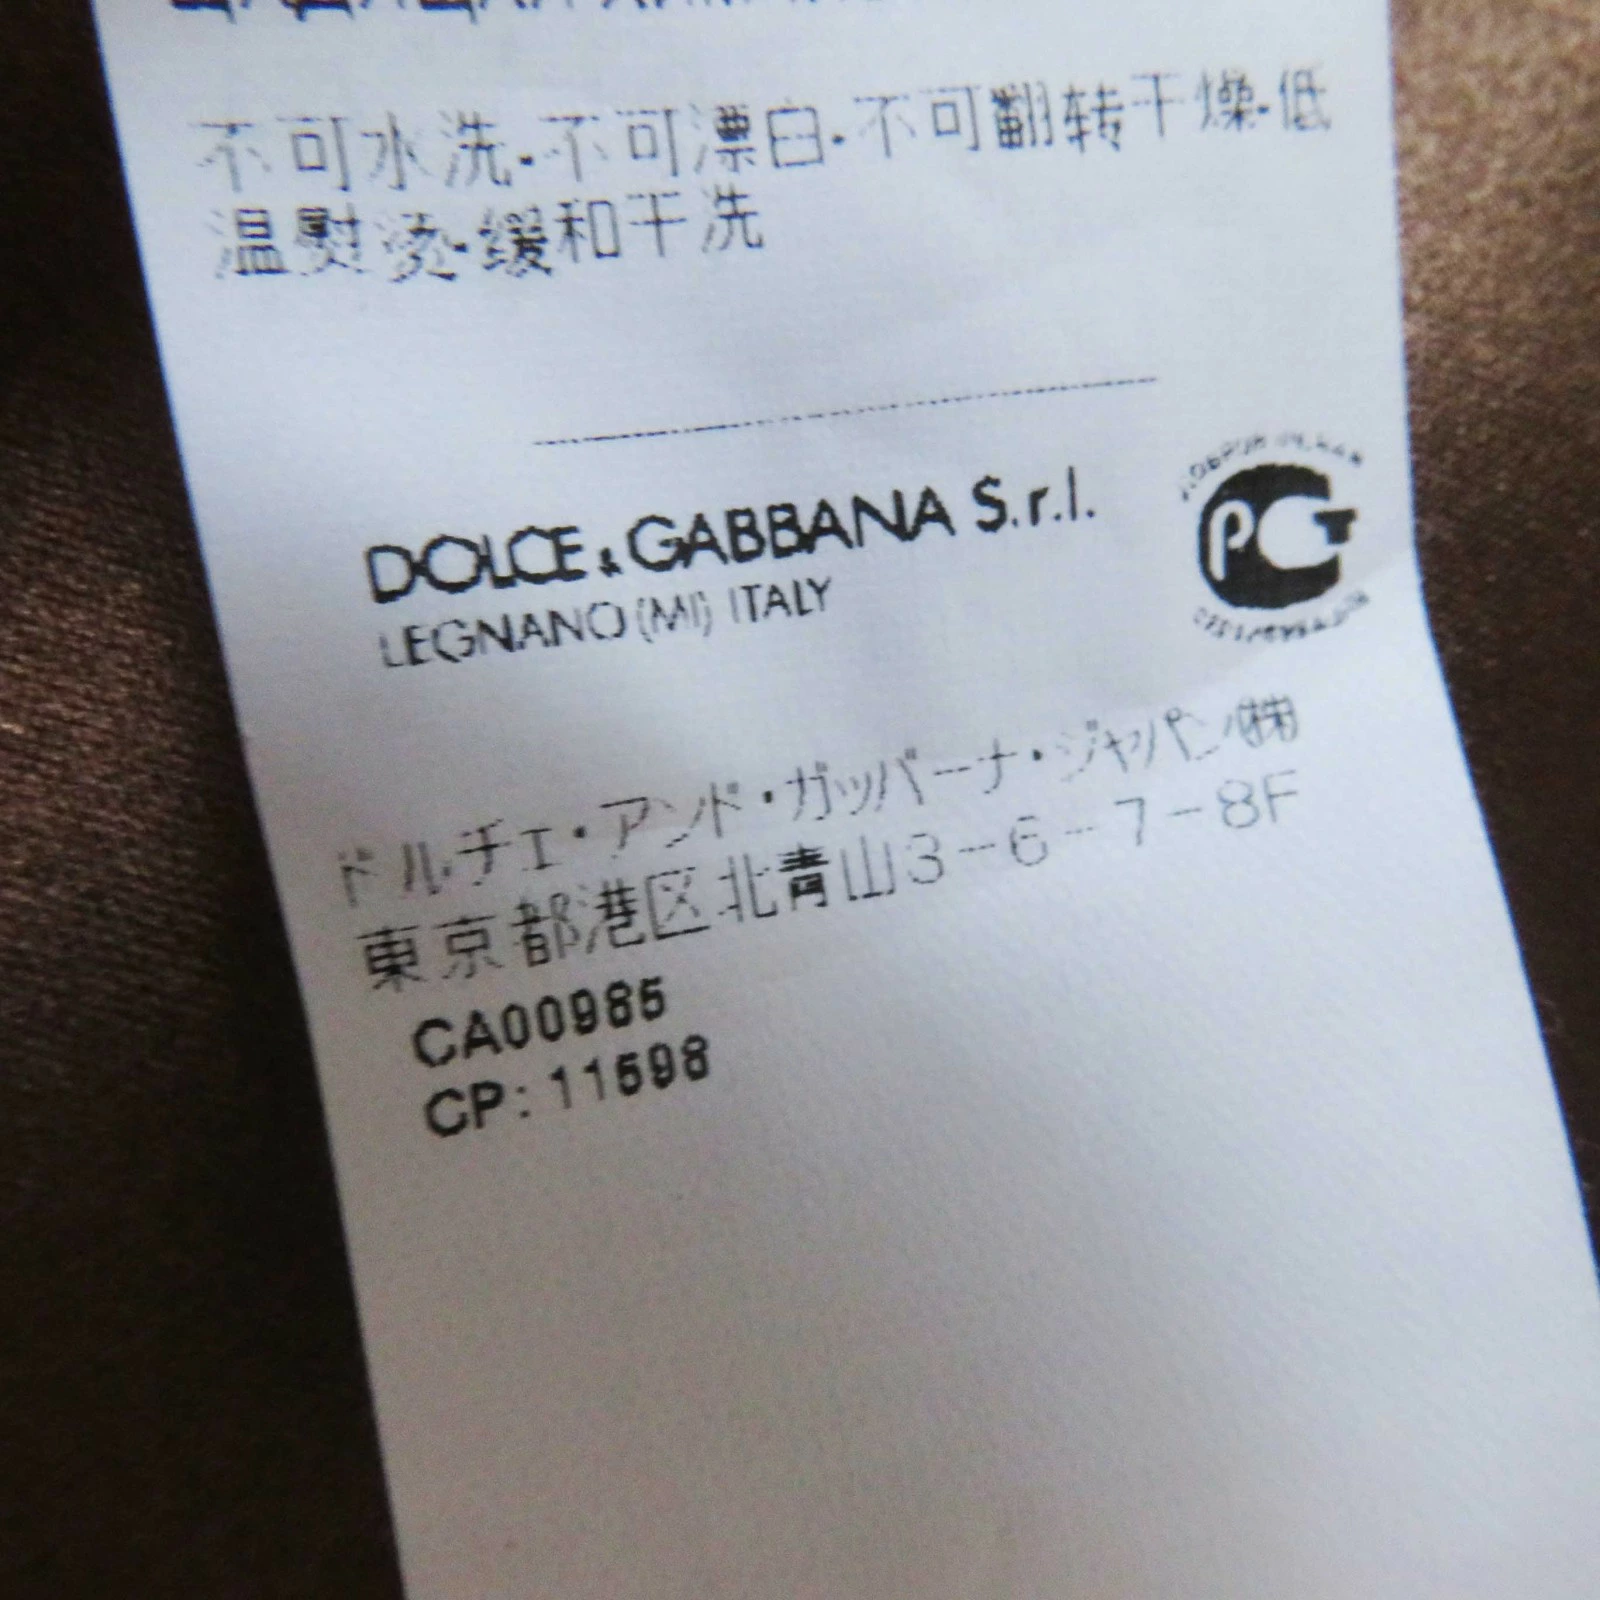 不可水洗·不可漂白·不可翻转干燥·低
温熨烫·缓和干洗
DOLCE & GABBANA S.r.l.
LEGNANO (MI) ITALY
PCT
ドルチェ・アンド・ガッバーナ・ジャパン㈱
東京都港区北青山3-6-7-8F
CA00985
CP: 11598